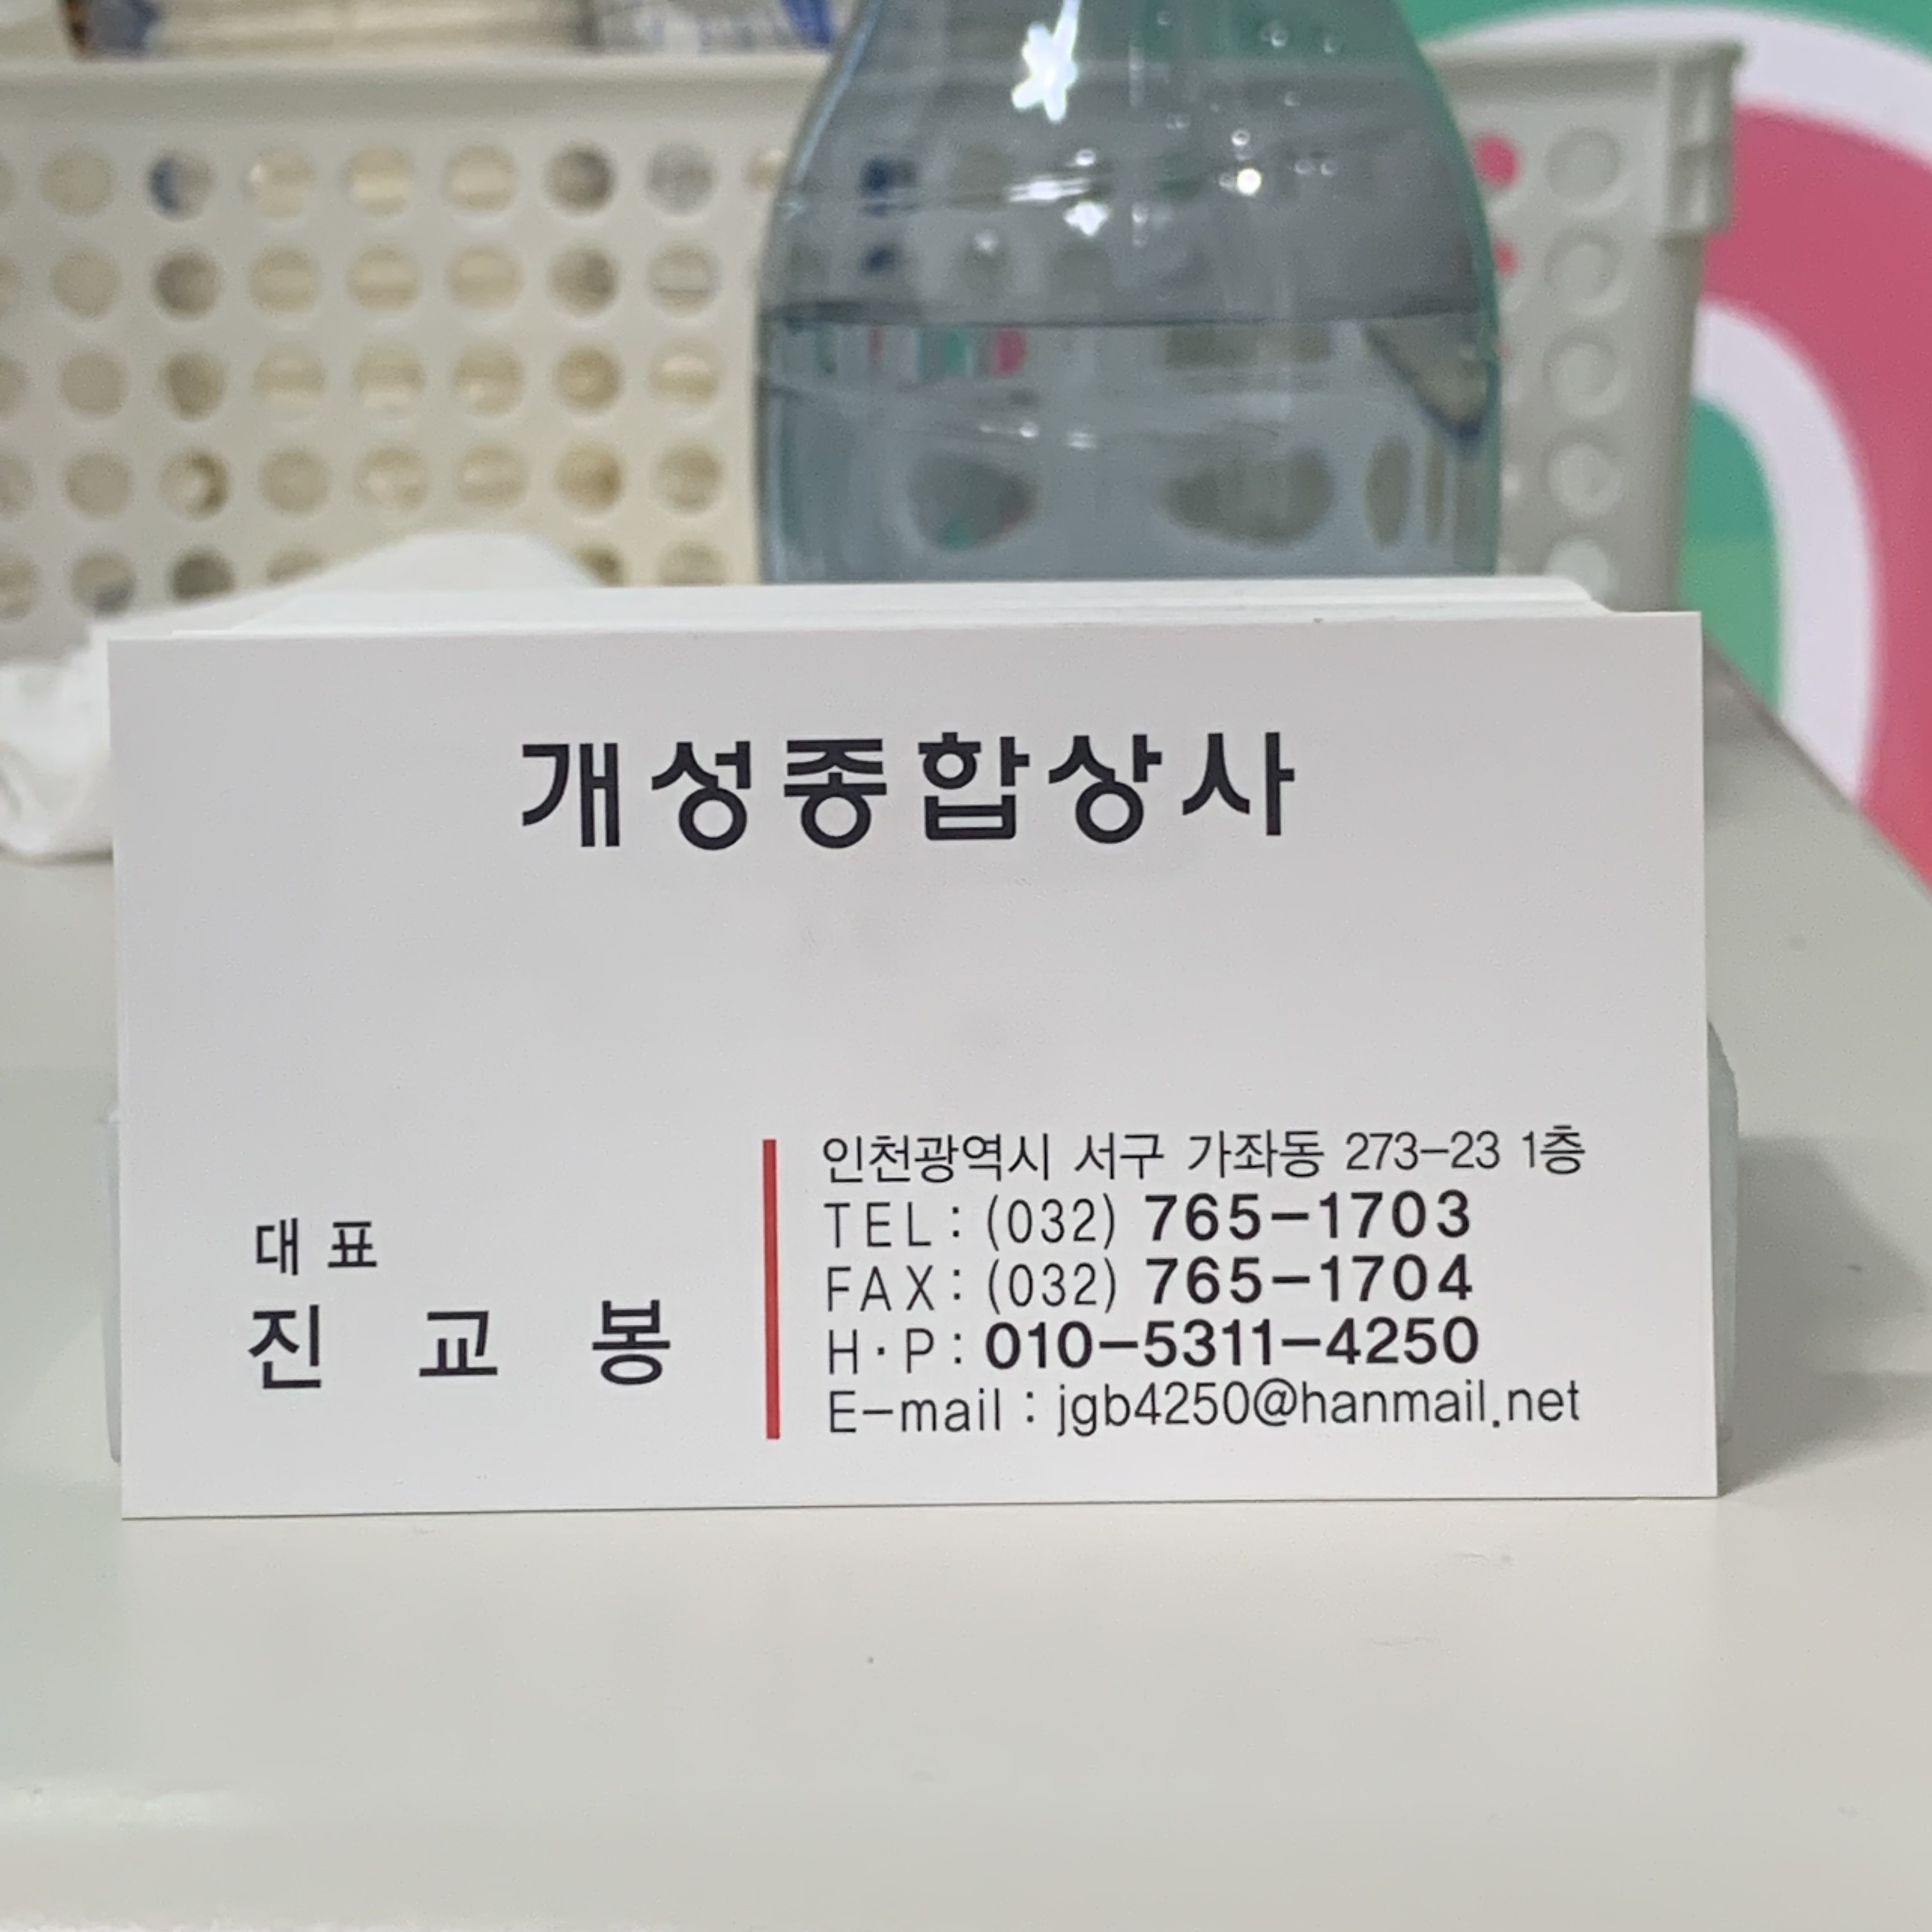 개성종합상사
대표
진 교 봉
인천광역시 서구 가좌동 273-23 1층
TEL : (032) 765-1703
FAX : (032) 765-1704
H·P : 010-5311-4250
E-mail : jgb4250@hanmail.net